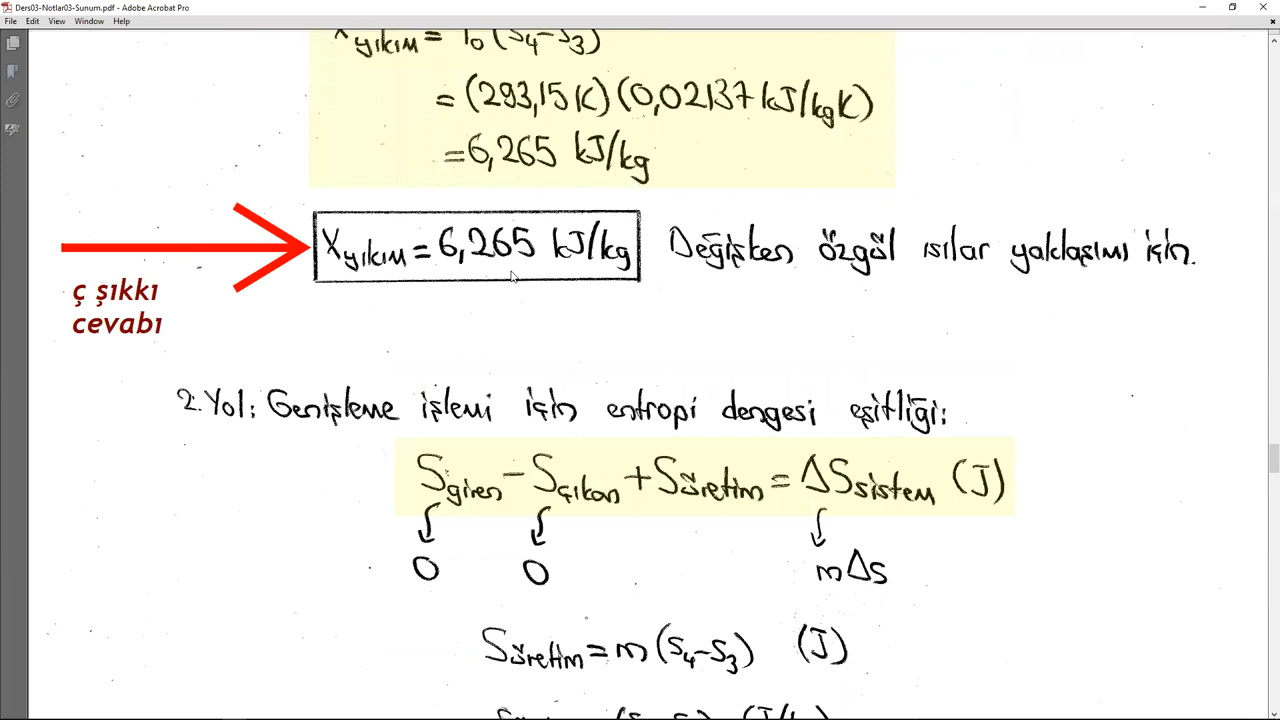 Ders03-Notlar03-Sunum.pdf - Adobe Acrobat Pro
File Edit View Window Help
Xyıkım = T0 (S4-S3)
= (293,15K) (0,02137 kJ/kgK)
=6,265 kJ/kg
Xyıkım = 6,265 kJ/kg Değişken özgül ısılar yaklaşımı için.
ç şıkkı
cevabı
2. Yol: Genişleme işlemi için entropi dengesi eşitliği:
Sgiren - Sçıkan + Süretim = ΔSsistem (J)
0 0 mΔs
Süretim = m (S4-S3) (J)